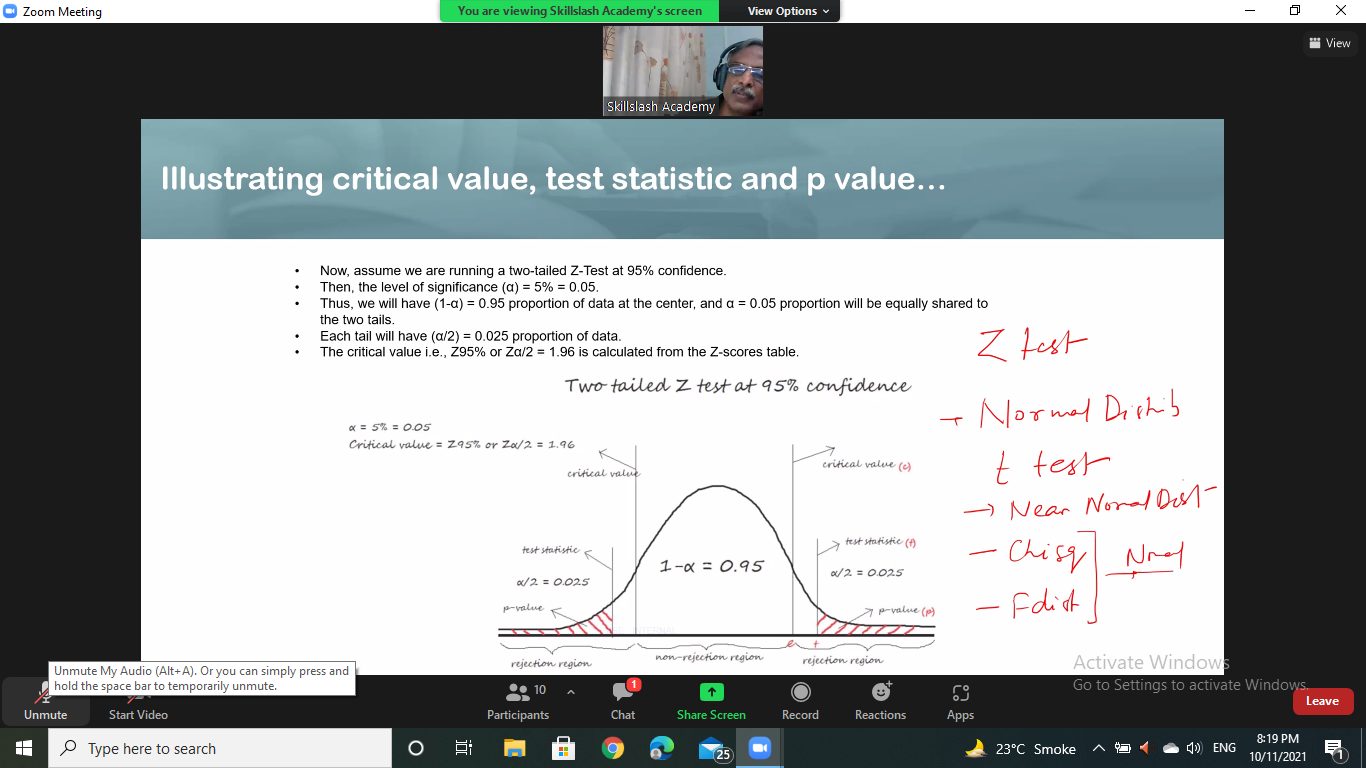 Zoom Meeting
You are viewing Skillslash Academy's screen
View Options
View
Skillslash Academy
Illustrating critical value, test statistic and p value...
• Now, assume we are running a two-tailed Z-Test at 95% confidence.
• Then, the level of significance (α) = 5% = 0.05.
• Thus, we will have (1-α) = 0.95 proportion of data at the center, and α = 0.05 proportion will be equally shared to
the two tails.
• Each tail will have (α/2) = 0.025 proportion of data.
• The critical value i.e., Z95% or Zα/2 = 1.96 is calculated from the Z-scores table.
Z test
Two tailed Z test at 95% confidence
→ Normal Distrib
α = 5% = 0.05
Critical value = Z95% or Zα/2 = 1.96
critical value
critical value (c)
t test
→ Near Normal Dist
test statistic
test statistic (t)
— Chisq
α/2 = 0.025
1-α = 0.95
α/2 = 0.025
p-value
p-value (p)
— F dist
c t
rejection region
non-rejection region
rejection region
Activate Windows
Go to Settings to activate Windows.
Unmute My Audio (Alt+A). Or you can simply press and
hold the space bar to temporarily unmute.
Unmute
Start Video
10
Participants
1
Chat
Share Screen
Record
Reactions
Apps
Leave
Type here to search
25
23°C Smoke
ENG
8:19 PM
10/11/2021
1